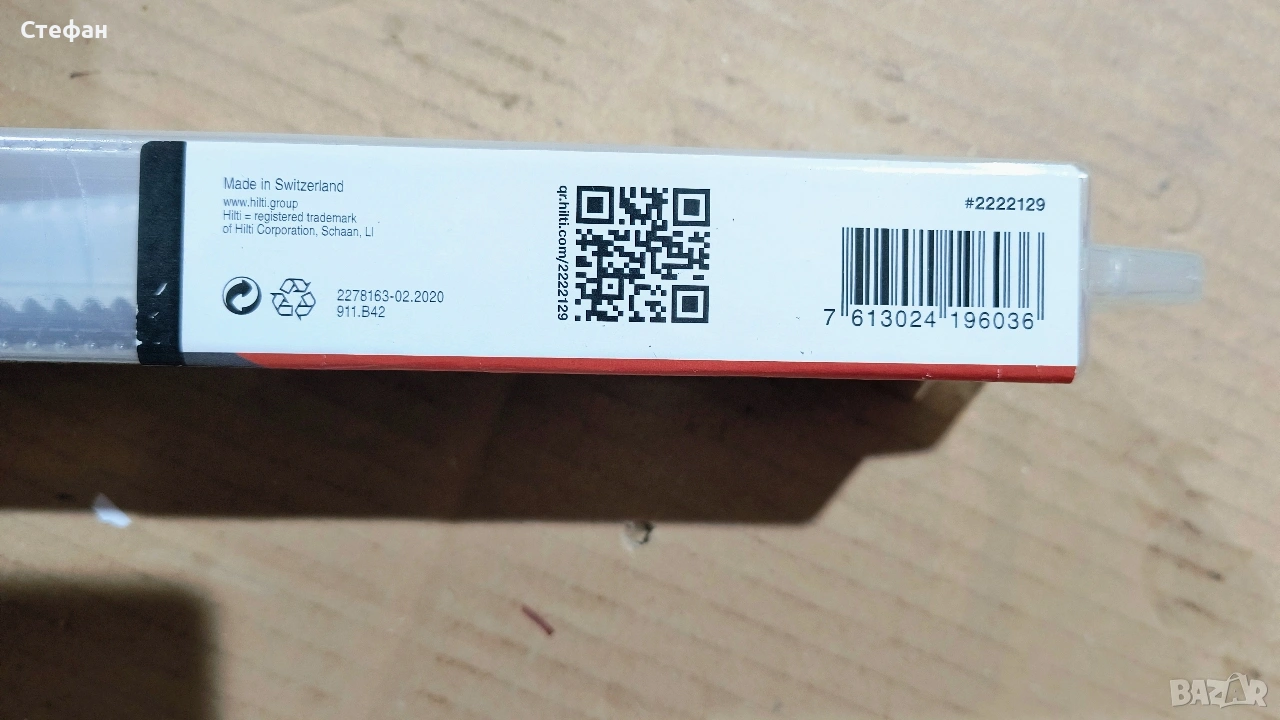 Стефан
Made in Switzerland
www.hilti.group
Hilti = registered trademark
of Hilti Corporation, Schaan, LI
2278163-02.2020
911.B42
qr.hilti.com/2222129
#2222129
7 613024 196036
BAZAR